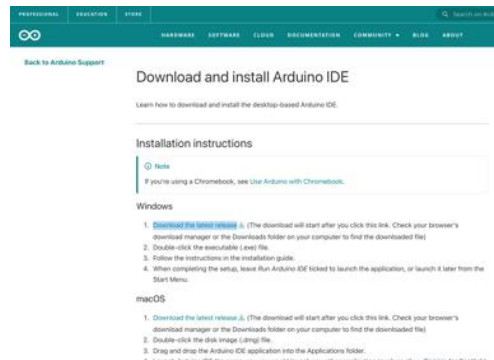 PROFESSIONAL EDUCATION STORE
Search on Ard
HARDWARE SOFTWARE CLOUD DOCUMENTATION COMMUNITY BLOG ABOUT
Back to Arduino Support
Download and install Arduino IDE
Learn how to download and install the desktop-based Arduino IDE.
Installation instructions
Note
If you're using a Chromebook, see Use Arduino with Chromebook.
Windows
1. Download the latest release (The download will start after you click this link. Check your browser's
download manager or the Downloads folder on your computer to find the downloaded file)
2. Double-click the executable (.exe) file.
3. Follow the instructions in the installation guide.
4. When completing the setup, leave Run Arduino IDE ticked to launch the application, or launch it later from the
Start Menu.
macOS
1. Download the latest release (The download will start after you click this link. Check your browser's
download manager or the Downloads folder on your computer to find the downloaded file)
2. Double-click the disk image (.dmg) file.
3. Drag and drop the Arduino IDE application into the Applications folder.